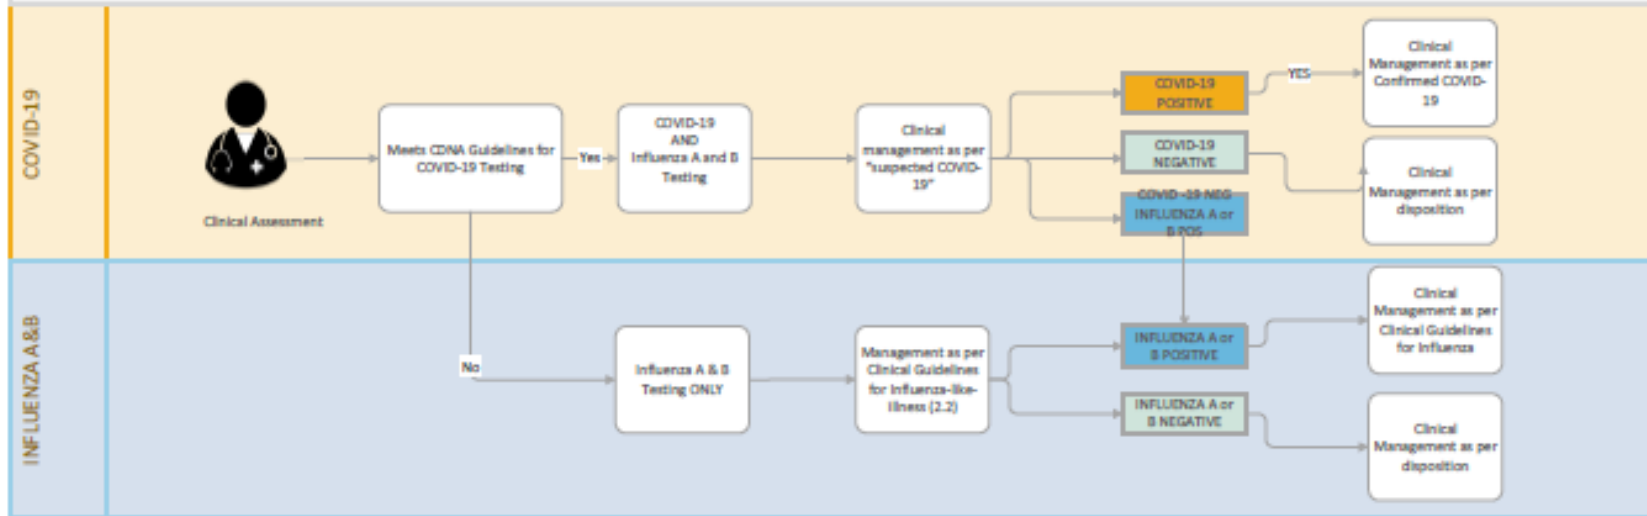 COVID-19
Clinical Assessment
Meets CDNA Guidelines for
COVID-19 Testing
Yes
COVID-19
AND
Influenza A and B
Testing
Clinical
management as per
"suspected COVID-
19"
COVID-19
POSITIVE
YES
Clinical
Management as per
Confirmed COVID-
19
COVID-19
NEGATIVE
Clinical
Management as per
disposition
COVID -19 NEG
INFLUENZA A or
B POS
INFLUENZA A&B
No
Influenza A & B
Testing ONLY
Management as per
Clinical Guidelines
for Influenza-like-
illness (2.2)
INFLUENZA A or
B POSITIVE
Clinical
Management as per
Clinical Guidelines
for Influenza
INFLUENZA A or
B NEGATIVE
Clinical
Management as per
disposition